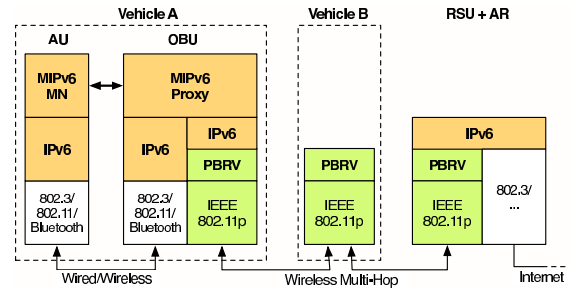 Vehicle A
Vehicle B
RSU + AR
AU
OBU
MIPv6
MN
MIPv6
Proxy
IPv6
IPv6
IPv6
PBRV
802.3/
802.11/
Bluetooth
802.3/
802.11/
Bluetooth
IEEE
802.11p
PBRV
IEEE
802.11p
IPv6
PBRV
IEEE
802.11p
802.3/
...
Wired/Wireless
Wireless Multi-Hop
Internet